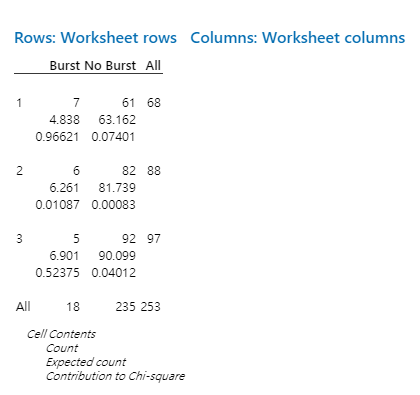 Rows: Worksheet rows Columns: Worksheet columns
Burst No Burst All
1 7 61 68
4.838 63.162
0.96621 0.07401
2 6 82 88
6.261 81.739
0.01087 0.00083
3 5 92 97
6.901 90.099
0.52375 0.04012
All 18 235 253
Cell Contents
Count
Expected count
Contribution to Chi-square